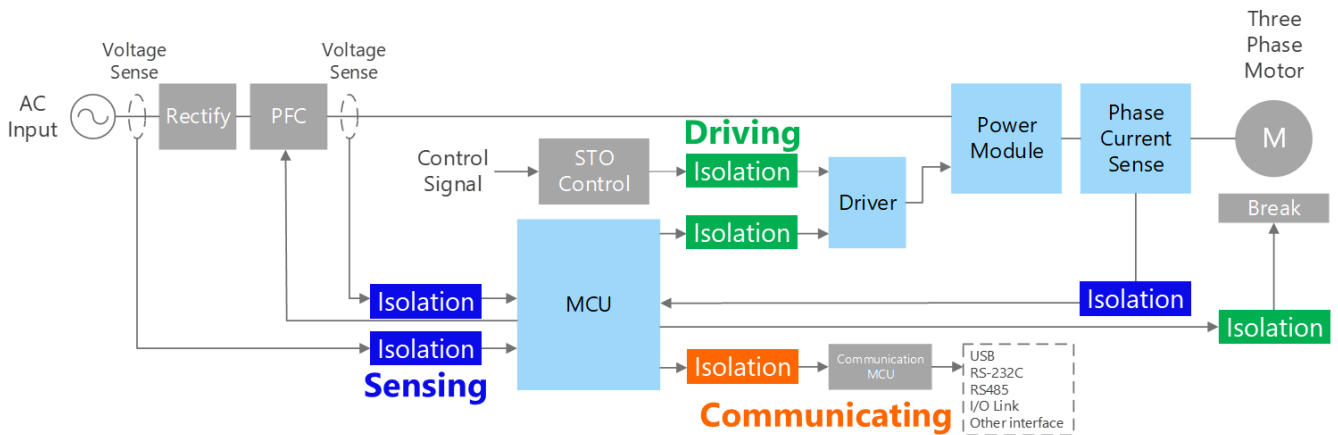 Three
Phase
Motor
Voltage
Sense
Voltage
Sense
AC
Input
Rectify
PFC
Power
Module
Phase
Current
Sense
M
Driving
Control
Signal
STO
Control
Isolation
Driver
Break
Isolation
MCU
Isolation
Isolation
Isolation
Isolation
Sensing
Isolation
Communication
MCU
USB
RS-232C
RS485
I/O Link
Other interface
Communicating